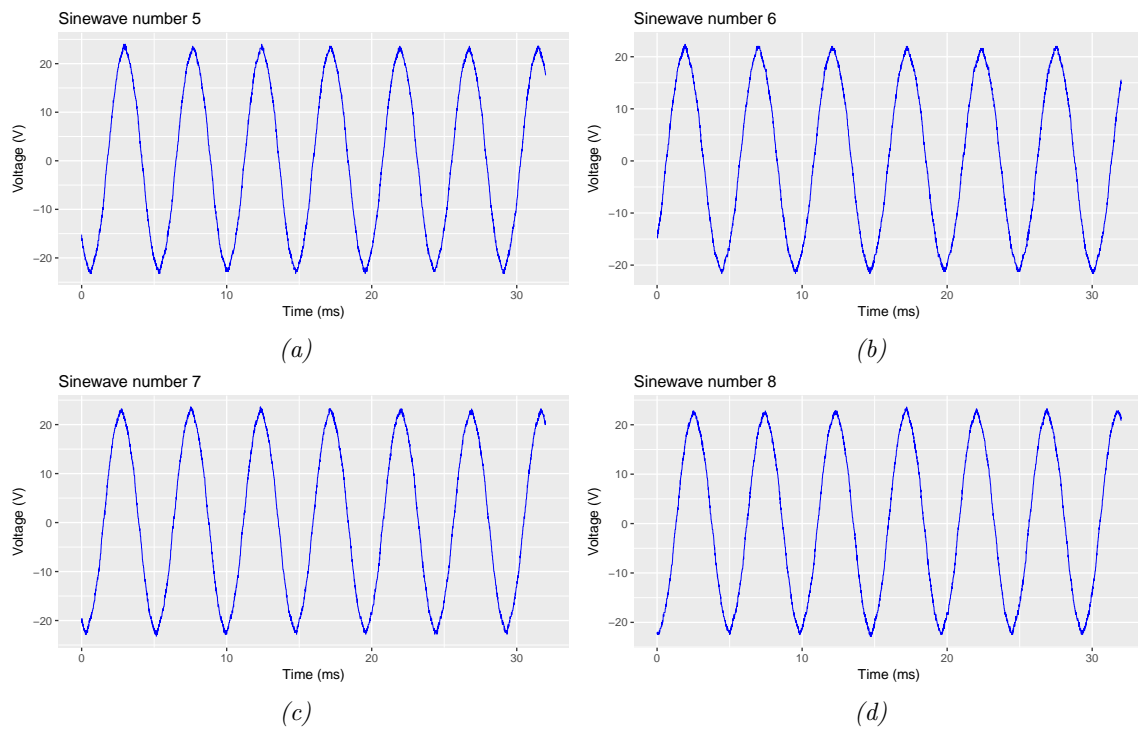 Sinewave number 5
20
10
0
−10
−20
Voltage (V)
0 10 20 30
Time (ms)
(a)
Sinewave number 6
20
10
0
−10
−20
Voltage (V)
0 10 20 30
Time (ms)
(b)
Sinewave number 7
20
10
0
−10
−20
Voltage (V)
0 10 20 30
Time (ms)
(c)
Sinewave number 8
20
10
0
−10
−20
Voltage (V)
0 10 20 30
Time (ms)
(d)